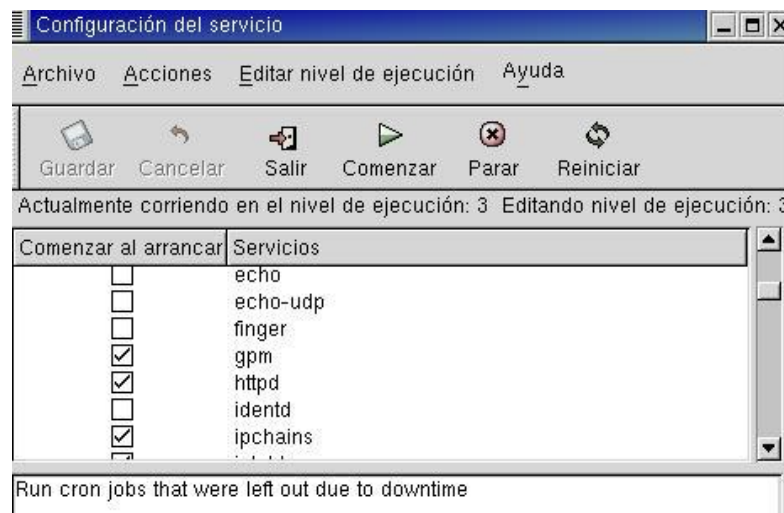 Configuración del servicio
Archivo Acciones Editar nivel de ejecución Ayuda
Guardar Cancelar Salir Comenzar Parar Reiniciar
Actualmente corriendo en el nivel de ejecución: 3 Editando nivel de ejecución: 3
Comenzar al arrancar Servicios
echo
echo-udp
finger
gpm
httpd
identd
ipchains
Run cron jobs that were left out due to downtime